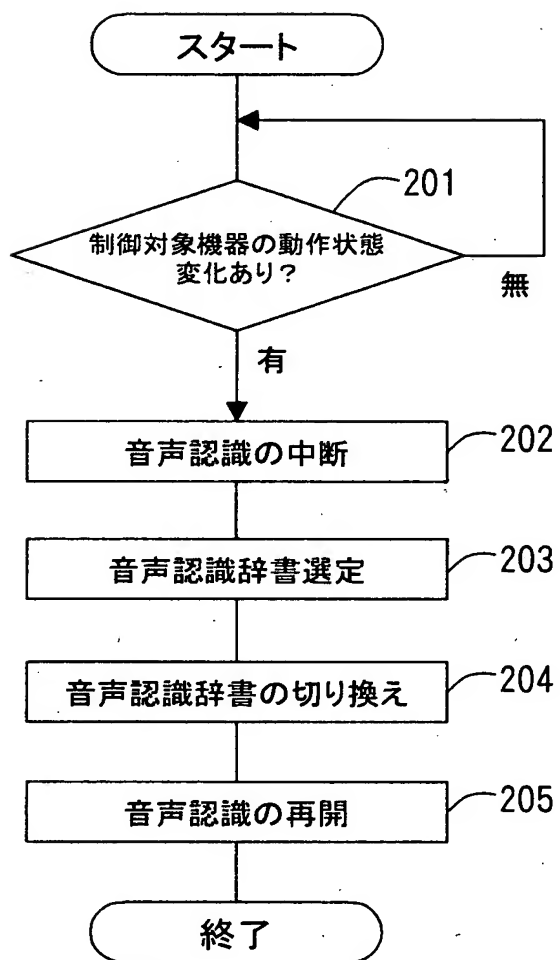 スタート
201
制御対象機器の動作状態
変化あり?
無
有
音声認識の中断
202
音声認識辞書選定
203
音声認識辞書の切り換え
204
音声認識の再開
205
終了